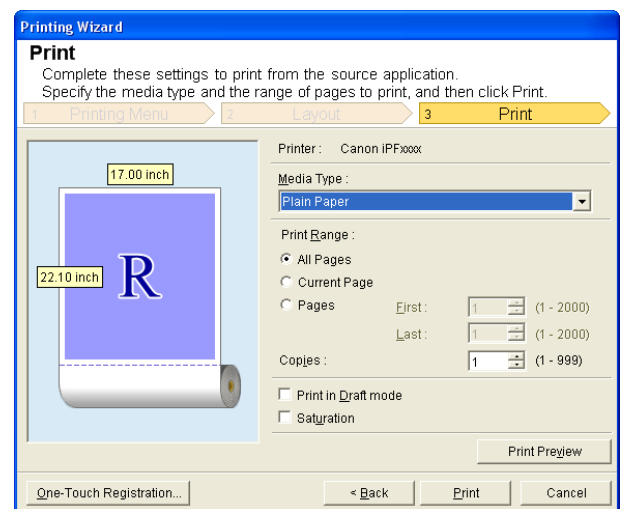 Printing Wizard
Print
Complete these settings to print from the source application.
Specify the media type and the range of pages to print, and then click Print.
1 Printing Menu 2 Layout 3 Print
Printer : Canon iPFxxxx
17.00 inch
22.10 inch
R
Media Type :
Plain Paper
Print Range :
All Pages
Current Page
Pages First : 1 (1 - 2000)
Last : 1 (1 - 2000)
Copies : 1 (1 - 999)
Print in Draft mode
Saturation
Print Preview
One-Touch Registration... < Back Print Cancel